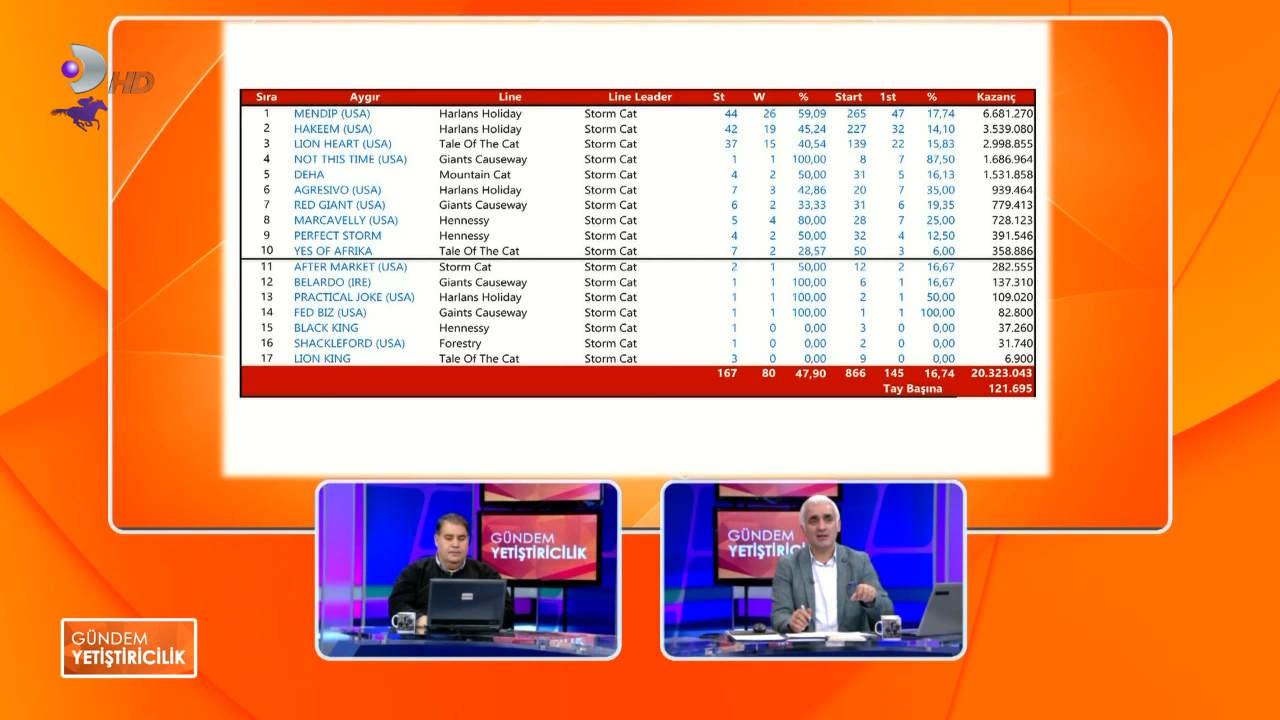 HD
Sıra Aygır Line Line Leader St W % Start 1st % Kazanç
1 MENDIP (USA) Harlans Holiday Storm Cat 44 26 59,09 265 47 17,74 6.681.270
2 HAKEEM (USA) Harlans Holiday Storm Cat 42 19 45,24 227 32 14,10 3.539.080
3 LION HEART (USA) Tale Of The Cat Storm Cat 37 15 40,54 139 22 15,83 2.998.855
4 NOT THIS TIME (USA) Giants Causeway Storm Cat 1 1 100,00 8 7 87,50 1.686.964
5 DEHA Mountain Cat Storm Cat 4 2 50,00 31 5 16,13 1.531.858
6 AGRESIVO (USA) Harlans Holiday Storm Cat 7 3 42,86 20 7 35,00 939.464
7 RED GIANT (USA) Giants Causeway Storm Cat 6 2 33,33 31 6 19,35 779.413
8 MARCAVELLY (USA) Hennessy Storm Cat 5 4 80,00 28 7 25,00 728.123
9 PERFECT STORM Hennessy Storm Cat 4 2 50,00 32 4 12,50 391.546
10 YES OF AFRIKA Tale Of The Cat Storm Cat 7 2 28,57 50 3 6,00 358.886
11 AFTER MARKET (USA) Storm Cat Storm Cat 2 1 50,00 12 2 16,67 282.555
12 BELARDO (IRE) Giants Causeway Storm Cat 1 1 100,00 6 1 16,67 137.310
13 PRACTICAL JOKE (USA) Harlans Holiday Storm Cat 1 1 100,00 2 1 50,00 109.020
14 FED BIZ (USA) Gaints Causeway Storm Cat 1 1 100,00 1 1 100,00 82.800
15 BLACK KING Hennessy Storm Cat 1 0 0,00 3 0 0,00 37.260
16 SHACKLEFORD (USA) Forestry Storm Cat 1 0 0,00 2 0 0,00 31.740
17 LION KING Tale Of The Cat Storm Cat 3 0 0,00 9 0 0,00 6.900
167 80 47,90 866 145 16,74 20.323.043
Tay Başına 121.695
GÜNDEM
YETİŞTİRİCİLİK
GÜNDEM
YETİŞTİRİCİ
GÜNDEM
YETİŞTİRİCİLİK